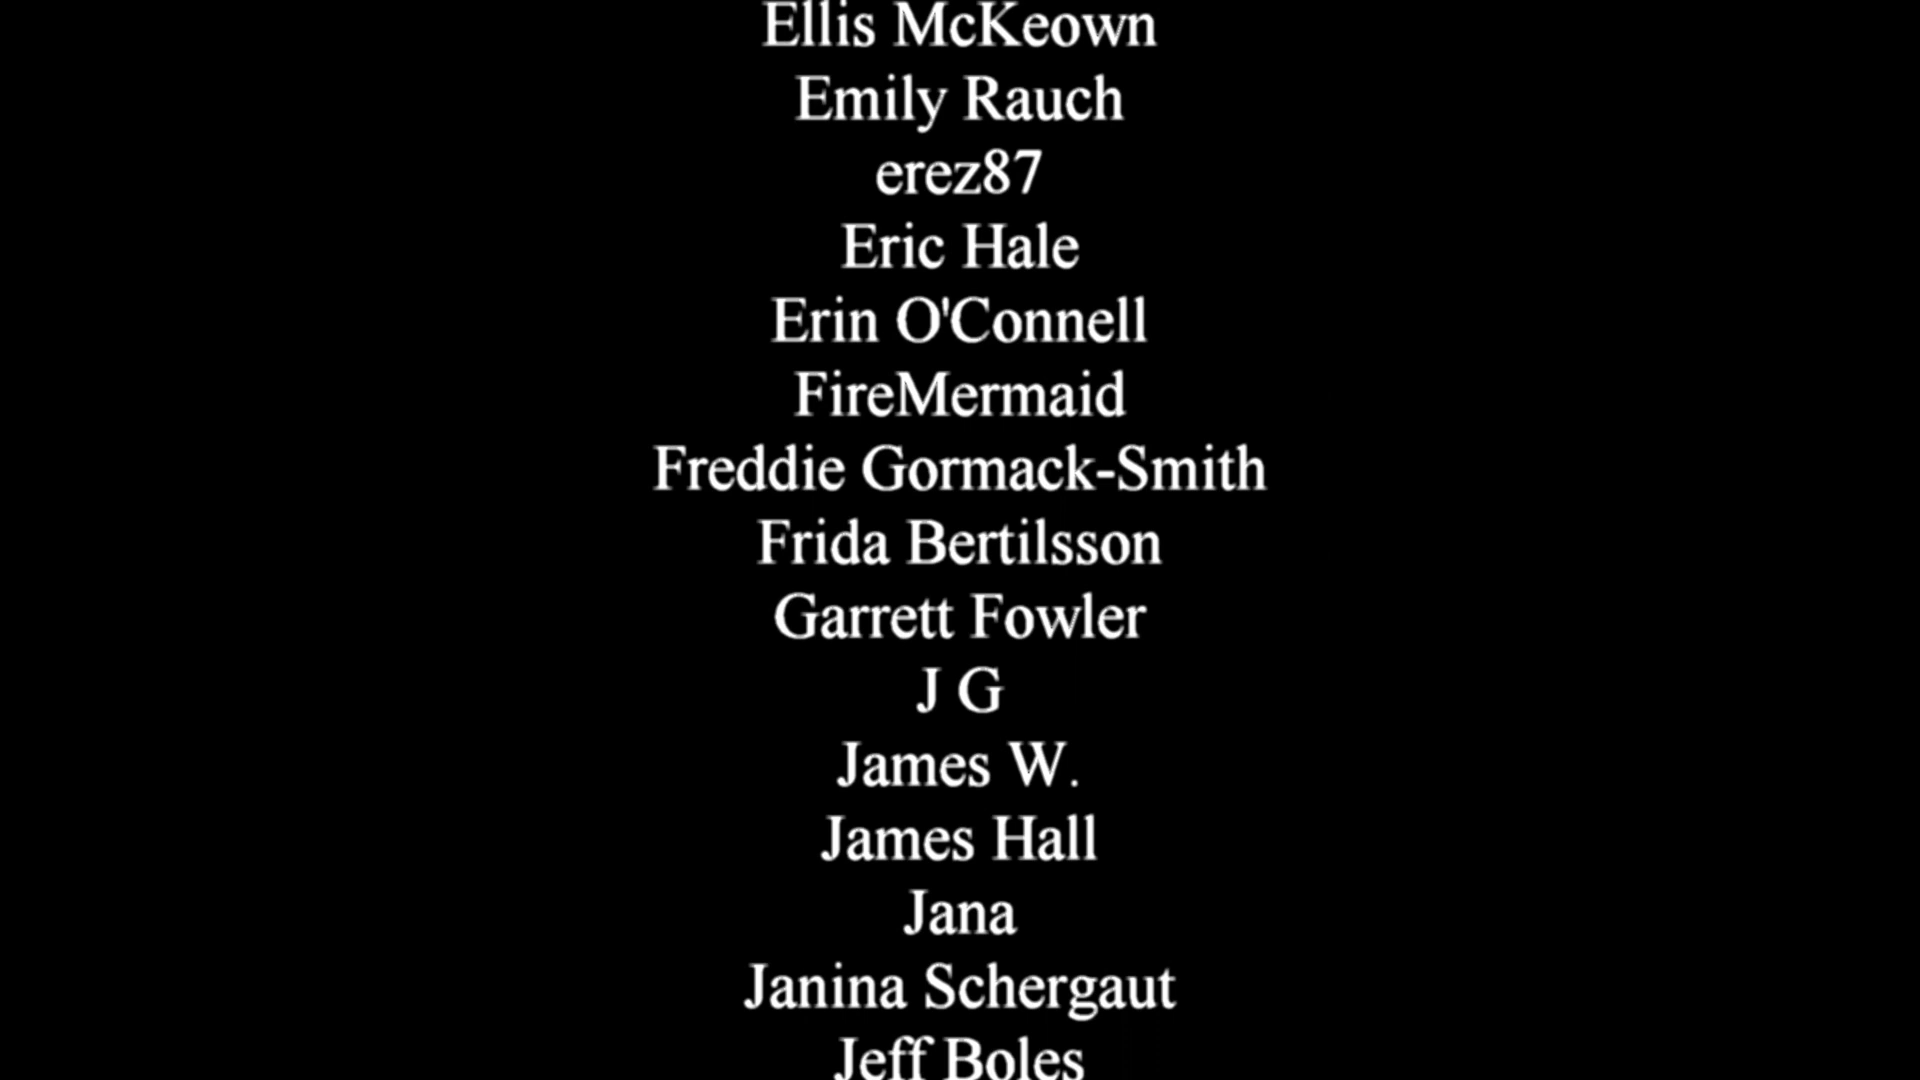 Ellis McKeown
Emily Rauch
erez87
Eric Hale
Erin O'Connell
FireMermaid
Freddie Gormack-Smith
Frida Bertilsson
Garrett Fowler
J G
James W.
James Hall
Jana
Janina Schergaut
Jeff Boles